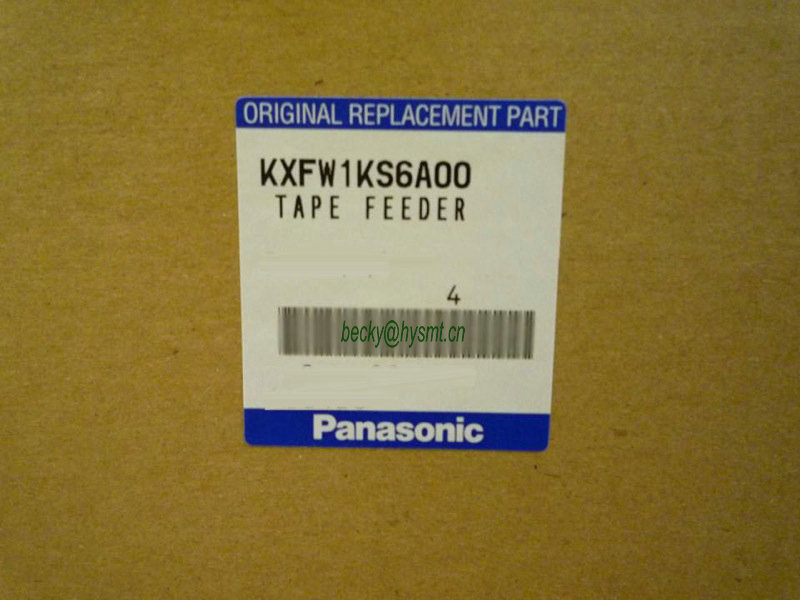 ORIGINAL REPLACEMENT PART
KXFW1KS6A00
TAPE FEEDER
4
becky@hysmt.cn
Panasonic